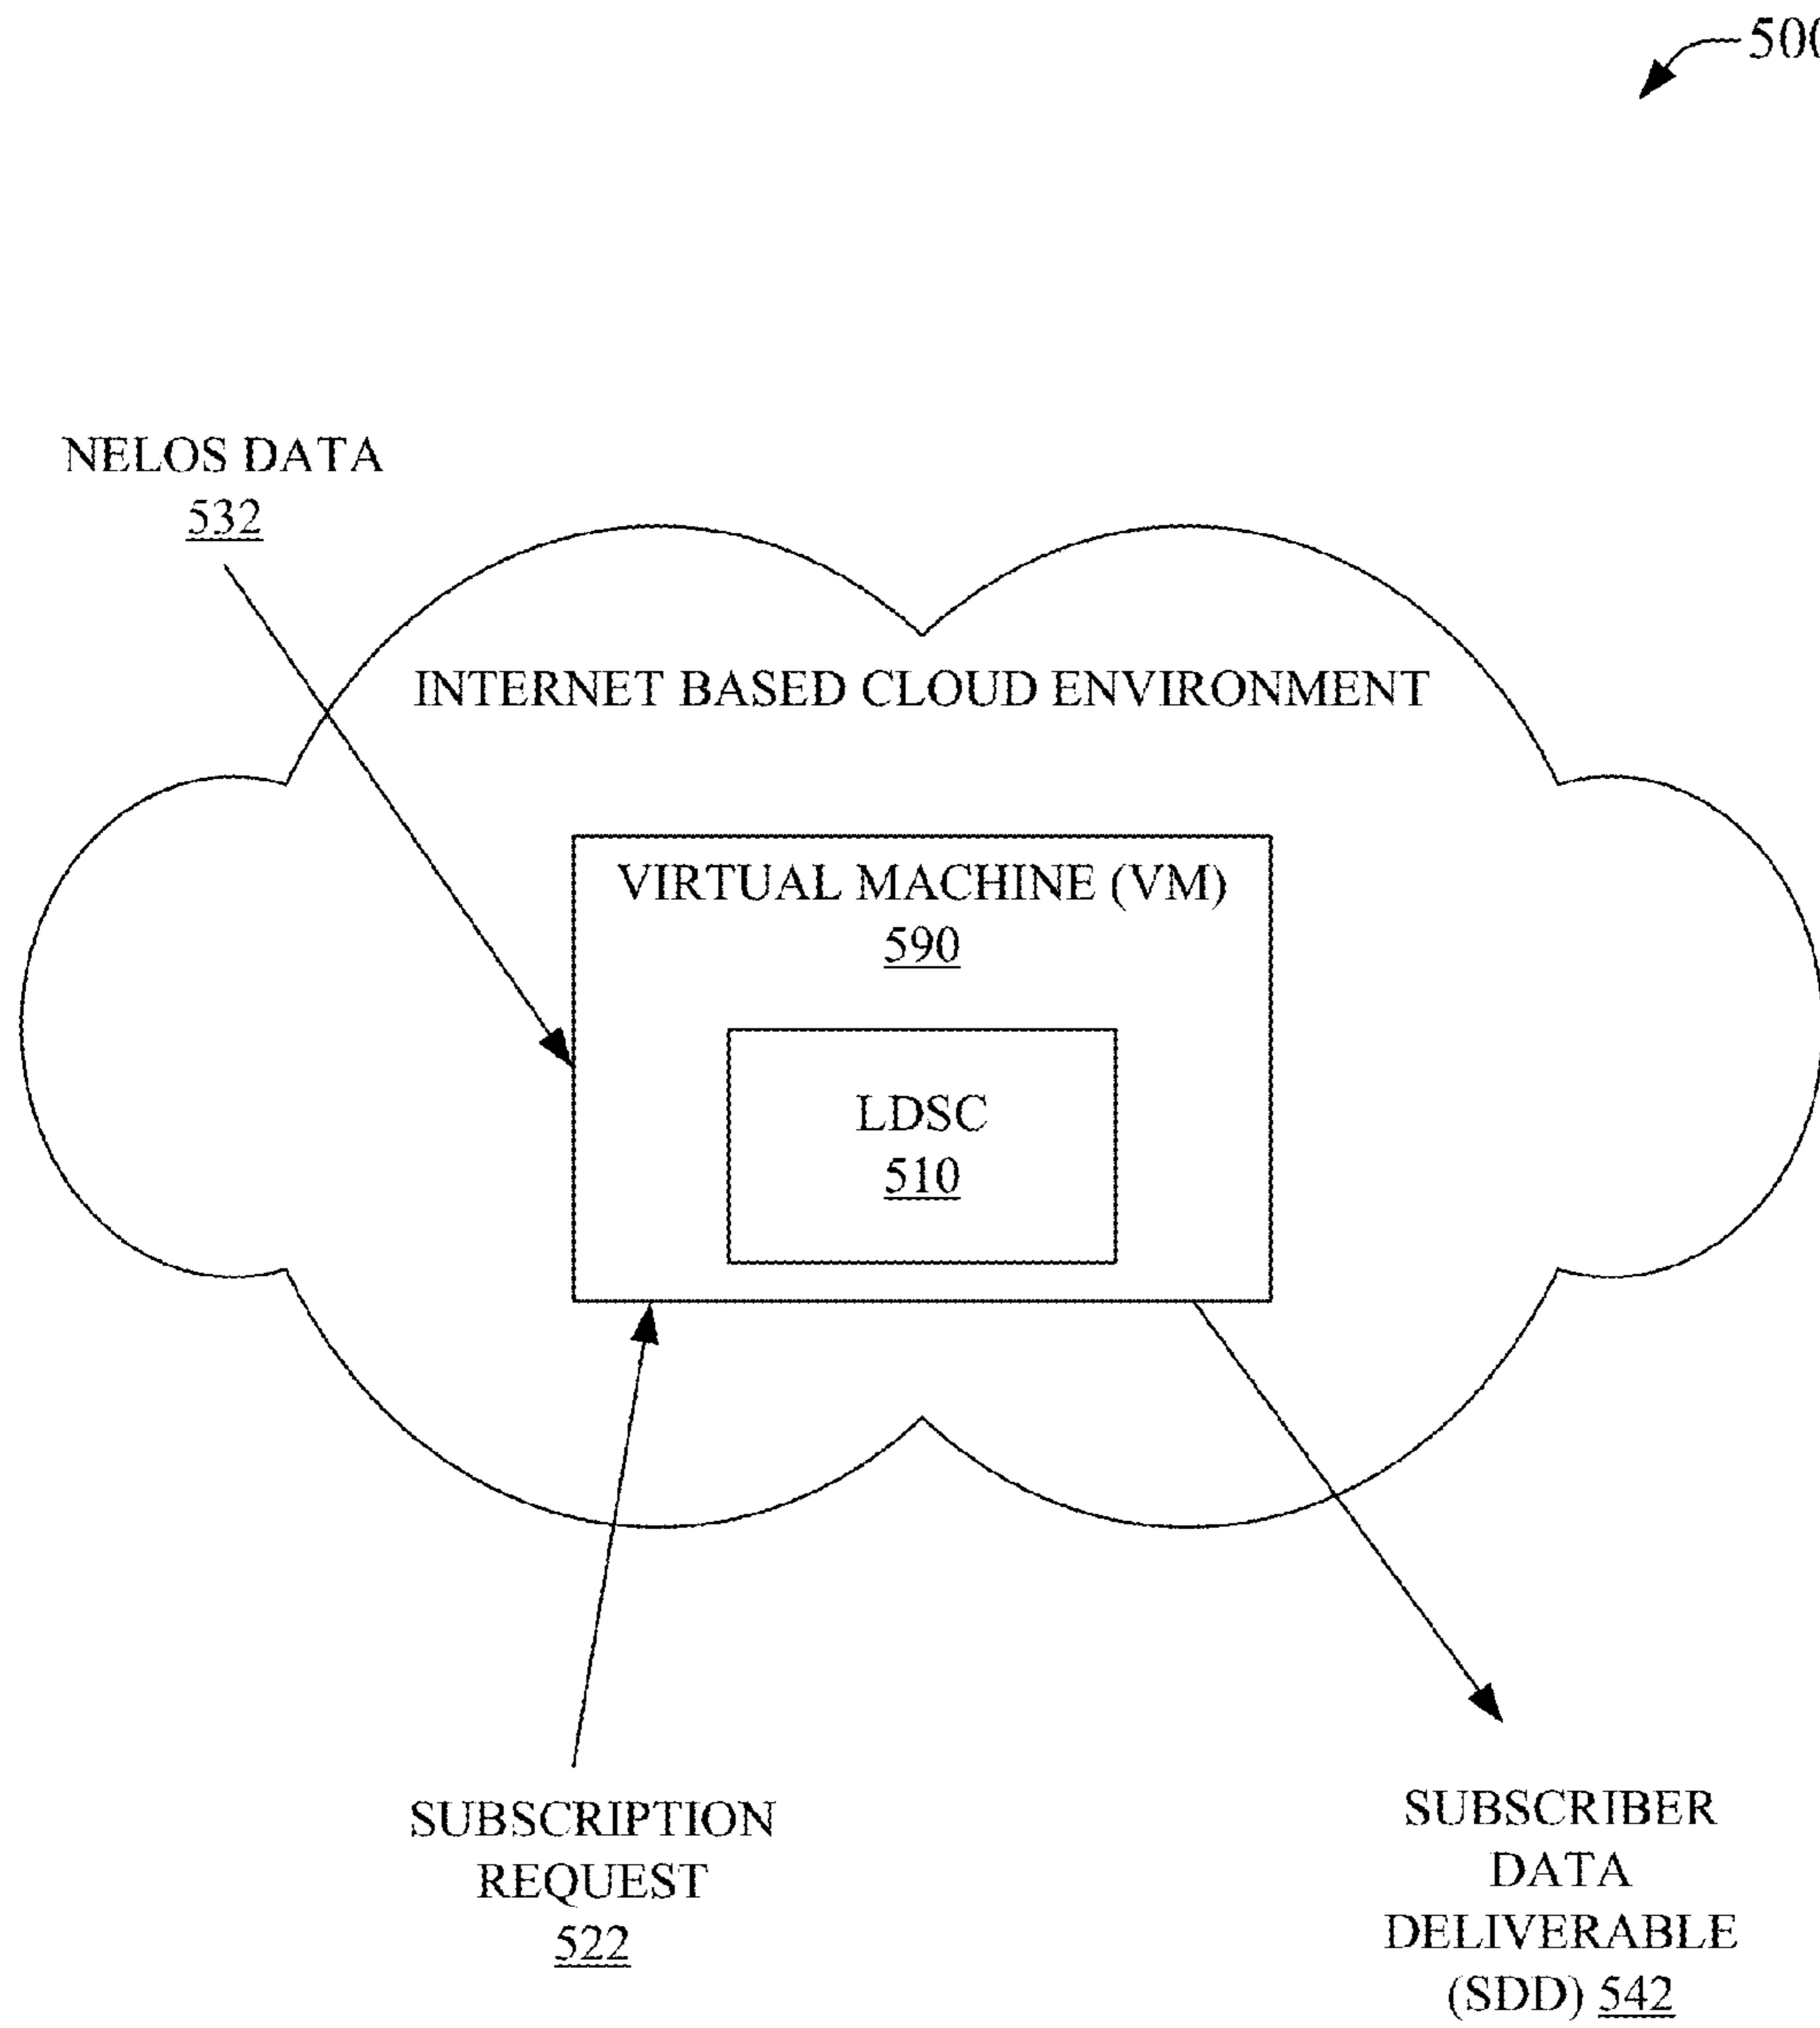 500
NELOS DATA
532
INTERNET BASED CLOUD ENVIRONMENT
VIRTUAL MACHINE (VM)
590
LDSC
510
SUBSCRIPTION
REQUEST
522
SUBSCRIBER
DATA
DELIVERABLE
(SDD) 542